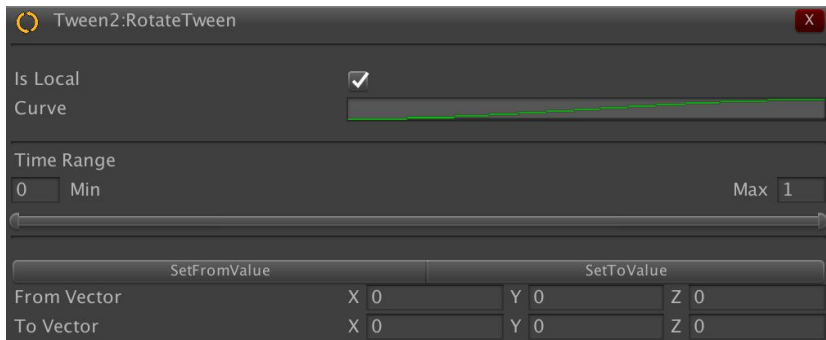 Tween2:RotateTween X
Is Local
Curve
Time Range
0 Min Max 1
SetFromValue SetToValue
From Vector X 0 Y 0 Z 0
To Vector X 0 Y 0 Z 0